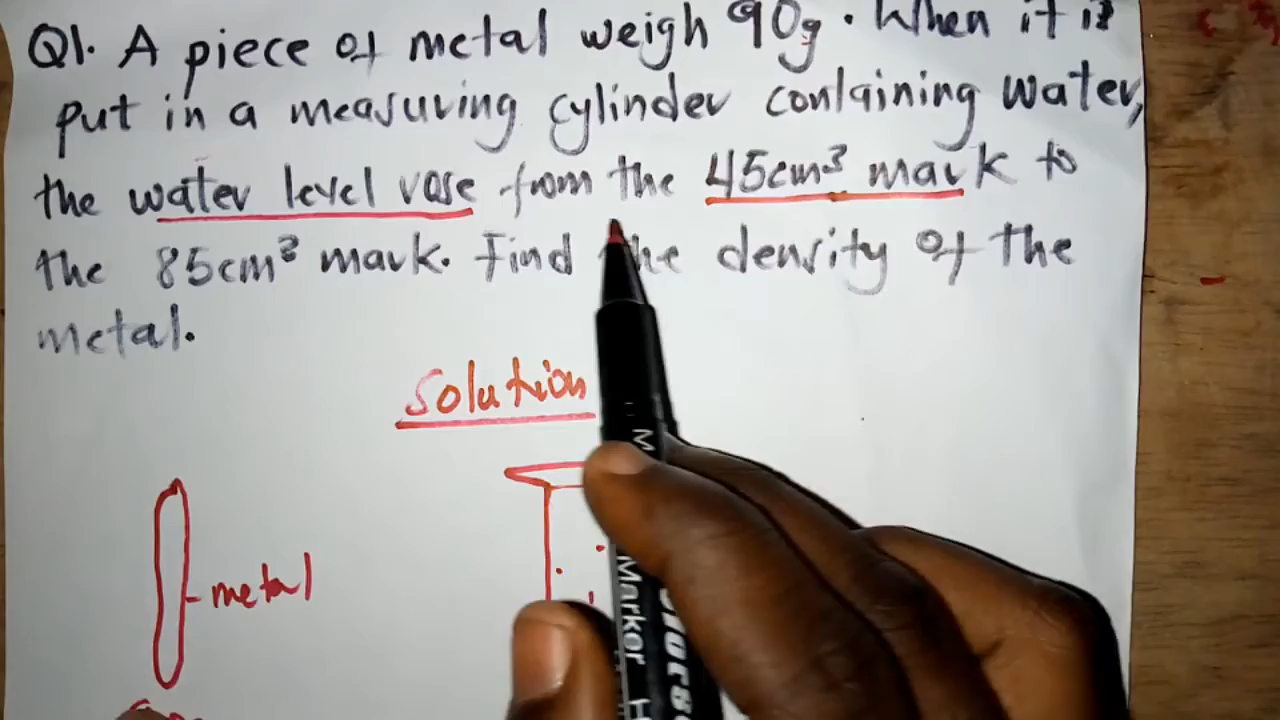 Q1. A piece of metal weigh 90g. When it is
put in a measuring cylinder containing water,
the water level rose from the 45cm³ mark to
the 85cm³ mark. Find the density of the
metal.
Solution
metal
Marker